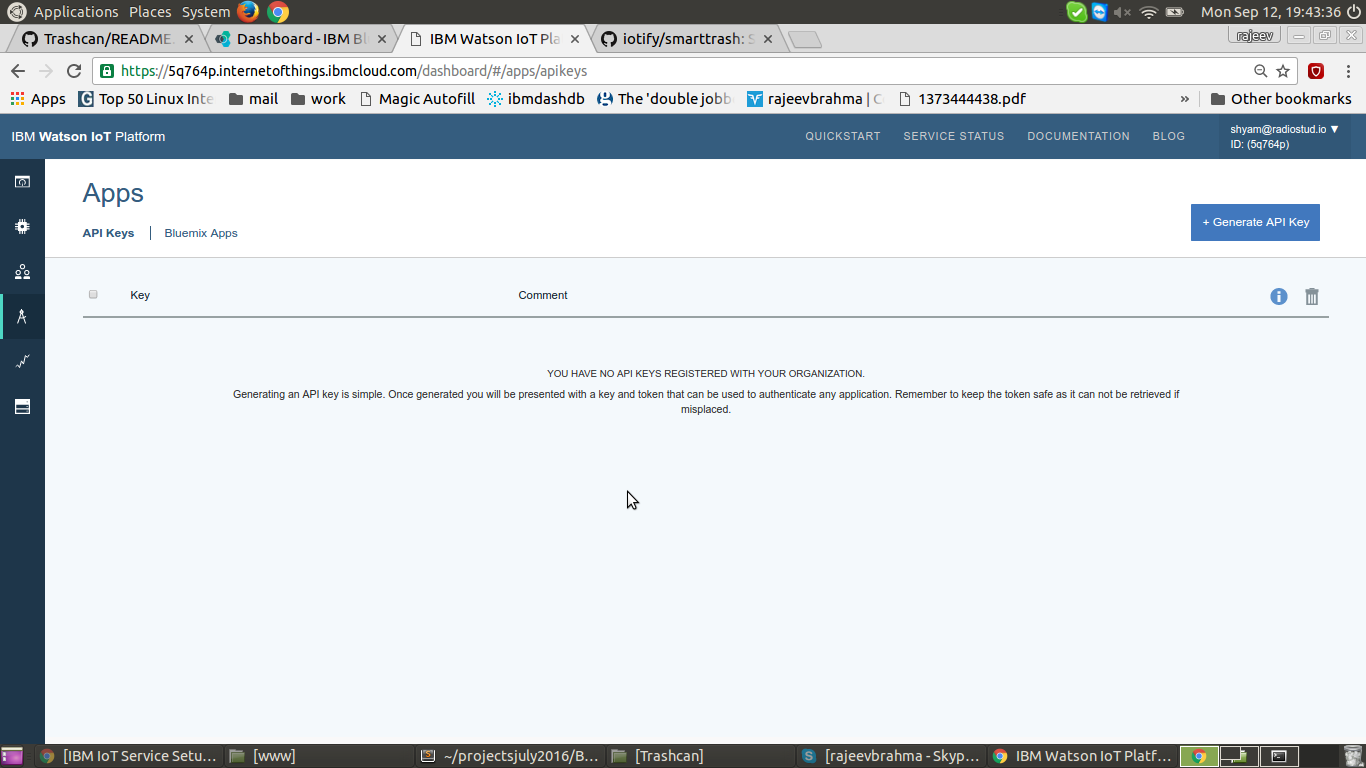 Applications Places System Mon Sep 12, 19:43:36
Trashcan/README. Dashboard - IBM Bl IBM Watson IoT Pla iotify/smarttrash: S rajeev
https://5q764p.internetofthings.ibmcloud.com/dashboard/#/apps/apikeys
Apps Top 50 Linux Inte mail work Magic Autofill ibmdashdb The 'double jobb rajeevbrahma | C 1373444438.pdf » Other bookmarks
IBM Watson IoT Platform QUICKSTART SERVICE STATUS DOCUMENTATION BLOG shyam@radiostud.io ▼
ID: (5q764p)
Apps
API Keys Bluemix Apps + Generate API Key
Key Comment
YOU HAVE NO API KEYS REGISTERED WITH YOUR ORGANIZATION.
Generating an API key is simple. Once generated you will be presented with a key and token that can be used to authenticate any application. Remember to keep the token safe as it can not be retrieved if
misplaced.
[IBM IoT Service Setu... [www] ~/projectsjuly2016/B... [Trashcan] [rajeevbrahma - Skyp... IBM Watson IoT Platf...